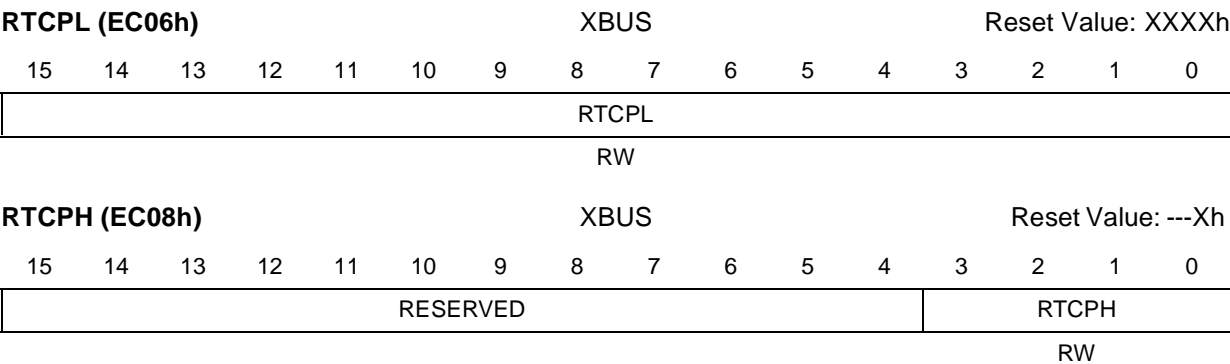 RTCPL (EC06h) XBUS Reset Value: XXXXh
15 14 13 12 11 10 9 8 7 6 5 4 3 2 1 0
RTCPL
RW
RTCPH (EC08h) XBUS Reset Value: ---Xh
15 14 13 12 11 10 9 8 7 6 5 4 3 2 1 0
RESERVED RTCPH
RW